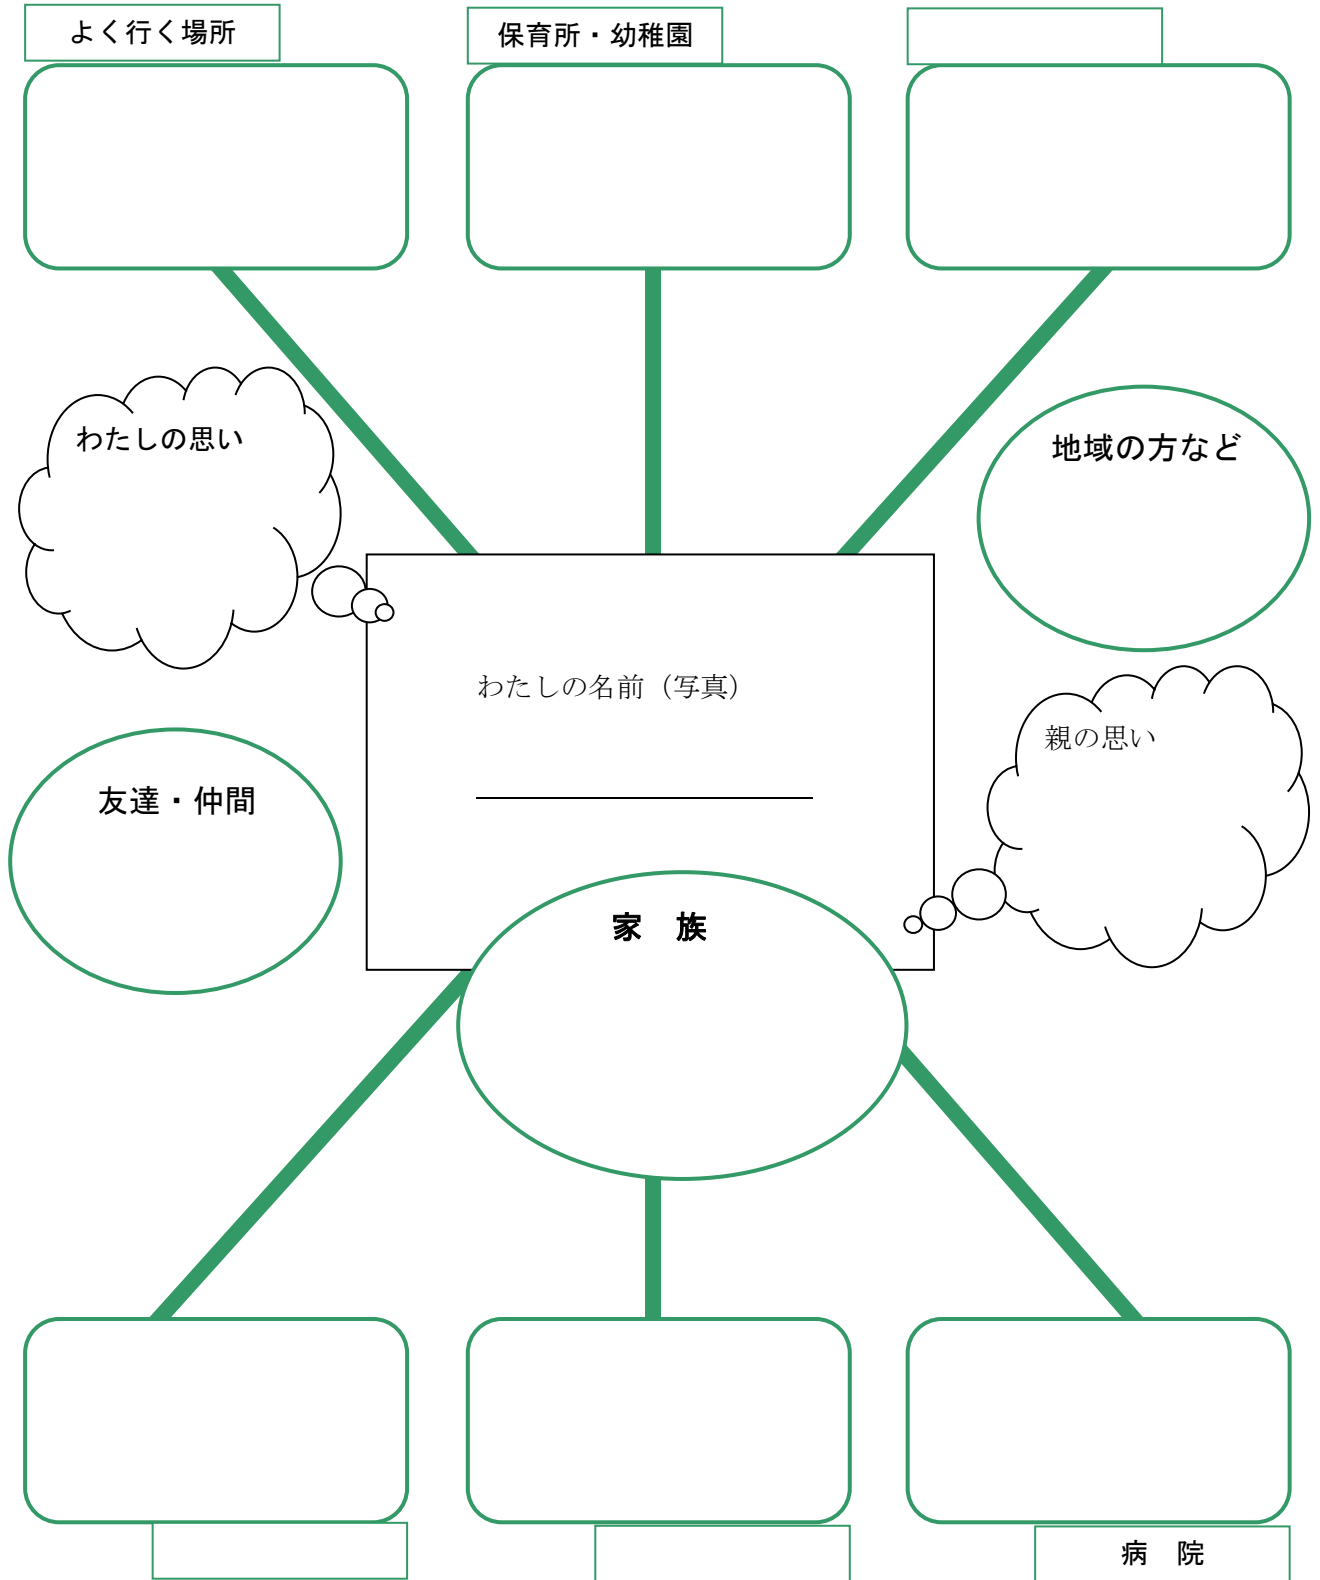 よく行く場所
保育所・幼稚園
わたしの思い
地域の方など
わたしの名前（写真）
親の思い
友達・仲間
家　族
病　院